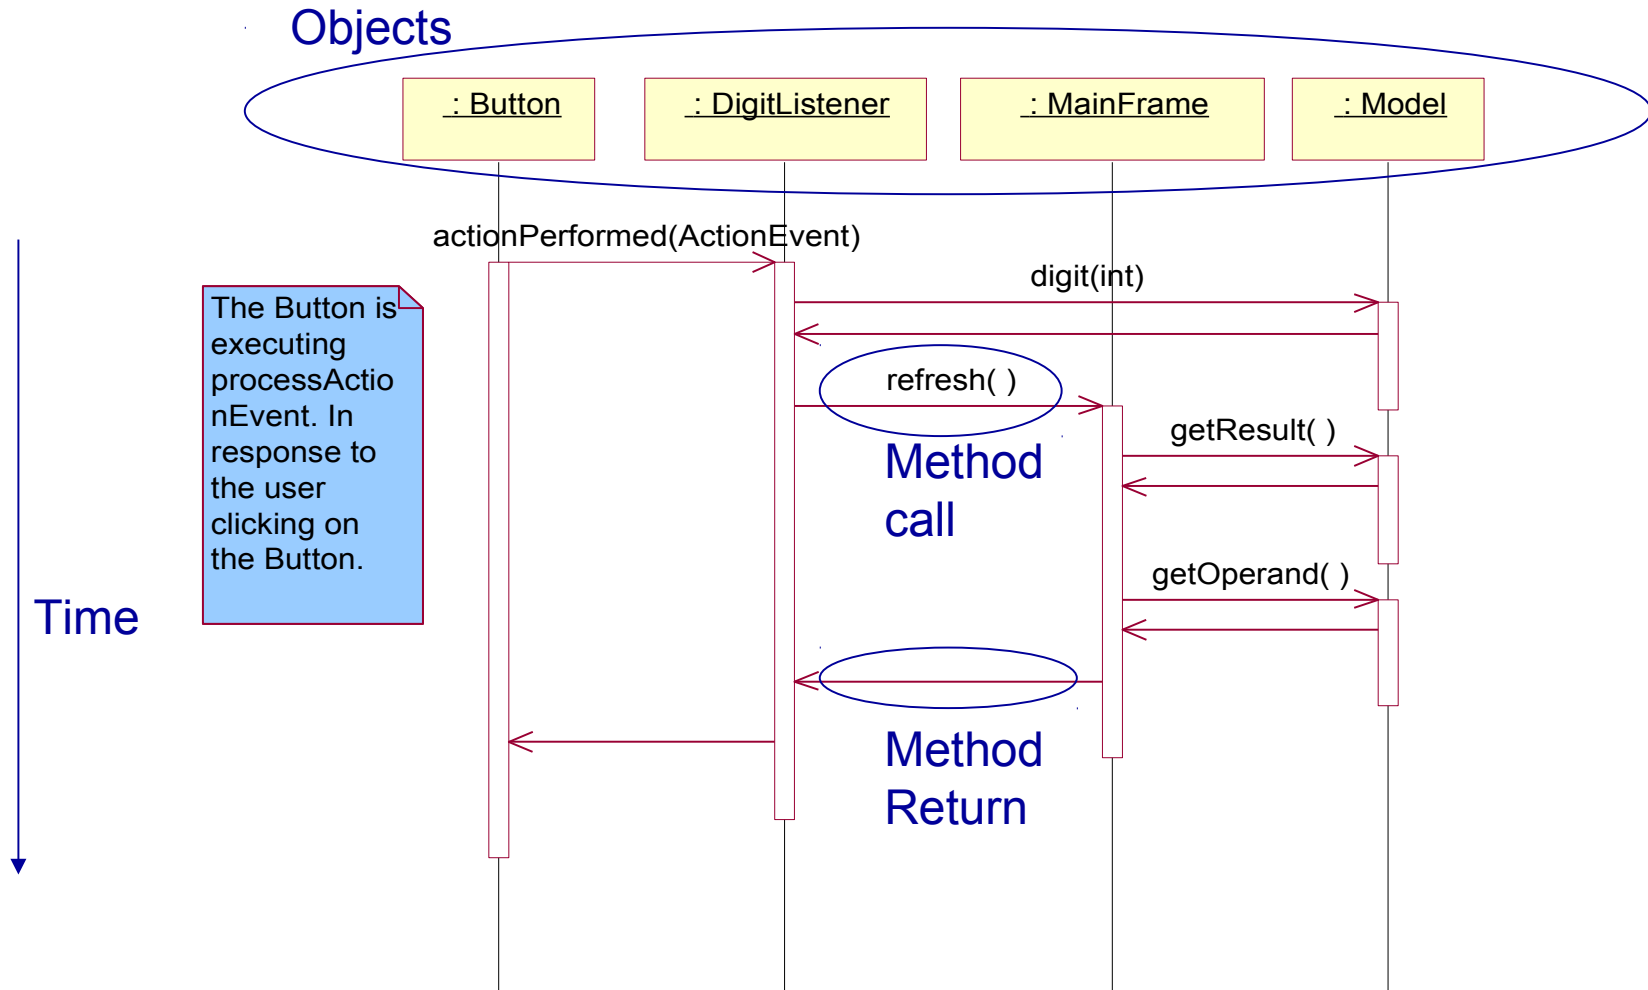 Objects
: Button
: DigitListener
: MainFrame
: Model
actionPerformed(ActionEvent)
digit(int)
The Button is
executing
processActio
nEvent. In
response to
the user
clicking on
the Button.
refresh( )
Method
call
getResult( )
getOperand( )
Time
Method
Return